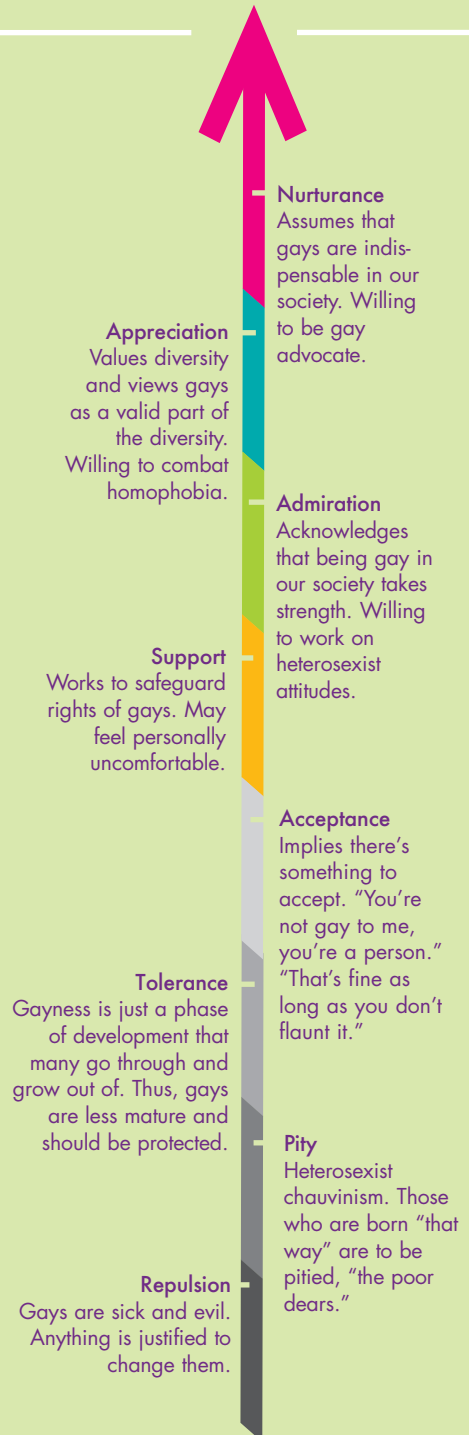 Nurturance
Assumes that
gays are indis-
pensable in our
society. Willing
to be gay
advocate.
Appreciation
Values diversity
and views gays
as a valid part of
the diversity.
Willing to combat
homophobia.
Admiration
Acknowledges
that being gay in
our society takes
strength. Willing
to work on
heterosexist
attitudes.
Support
Works to safeguard
rights of gays. May
feel personally
uncomfortable.
Acceptance
Implies there’s
something to
accept. “You’re
not gay to me,
you’re a person.”
“That’s fine as
long as you don’t
flaunt it.”
Tolerance
Gayness is just a phase
of development that
many go through and
grow out of. Thus, gays
are less mature and
should be protected.
Pity
Heterosexist
chauvinism. Those
who are born “that
way” are to be
pitied, “the poor
dears.”
Repulsion
Gays are sick and evil.
Anything is justified to
change them.